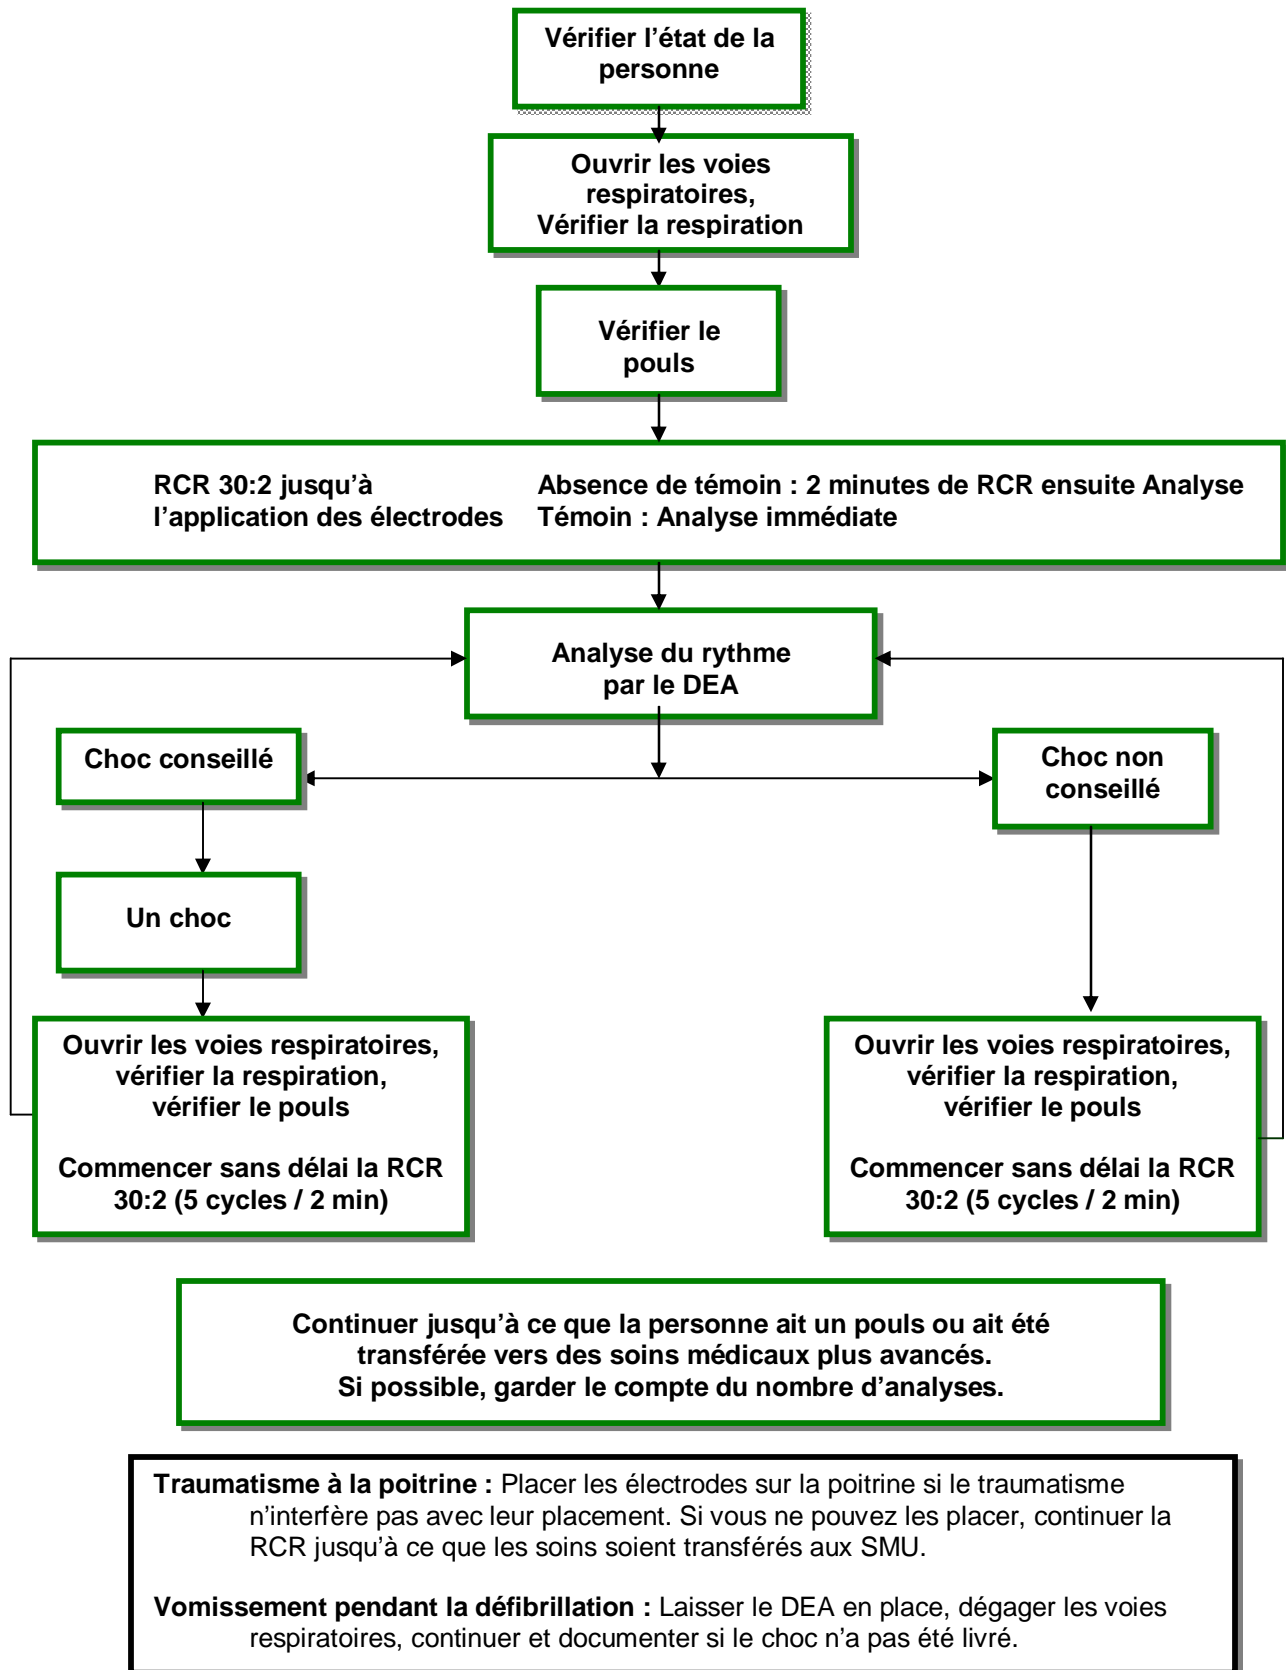 Vérifier l’état de la
personne
Ouvrir les voies
respiratoires,
Vérifier la respiration
Vérifier le
pouls
RCR 30:2 jusqu’à
l’application des électrodes
Absence de témoin : 2 minutes de RCR ensuite Analyse
Témoin : Analyse immédiate
Analyse du rythme
par le DEA
Choc conseillé
Choc non
conseillé
Un choc
Ouvrir les voies respiratoires,
vérifier la respiration,
vérifier le pouls
Commencer sans délai la RCR
30:2 (5 cycles / 2 min)
Ouvrir les voies respiratoires,
vérifier la respiration,
vérifier le pouls
Commencer sans délai la RCR
30:2 (5 cycles / 2 min)
Continuer jusqu’à ce que la personne ait un pouls ou ait été
transférée vers des soins médicaux plus avancés.
Si possible, garder le compte du nombre d’analyses.
Traumatisme à la poitrine : Placer les électrodes sur la poitrine si le traumatisme
n’interfère pas avec leur placement. Si vous ne pouvez les placer, continuer la
RCR jusqu’à ce que les soins soient transférés aux SMU.
Vomissement pendant la défibrillation : Laisser le DEA en place, dégager les voies
respiratoires, continuer et documenter si le choc n’a pas été livré.